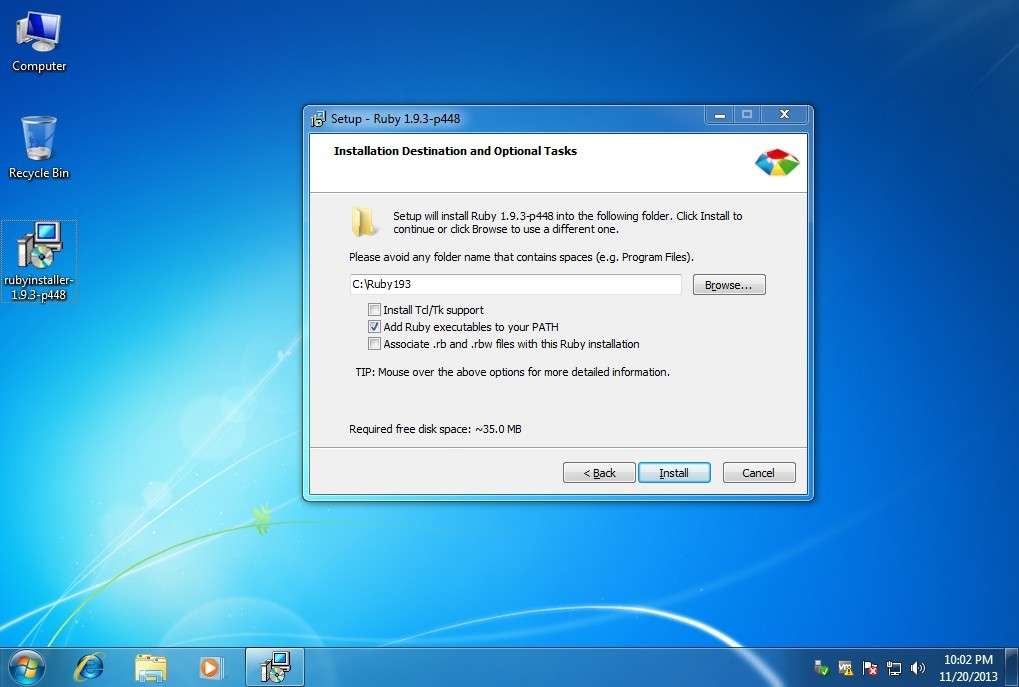 Computer
Recycle Bin
rubyinstaller-
1.9.3-p448
Setup - Ruby 1.9.3-p448
Installation Destination and Optional Tasks
Setup will install Ruby 1.9.3-p448 into the following folder. Click Install to
continue or click Browse to use a different one.
Please avoid any folder name that contains spaces (e.g. Program Files).
C:\Ruby193
Browse...
Install Tcl/Tk support
Add Ruby executables to your PATH
Associate .rb and .rbw files with this Ruby installation
TIP: Mouse over the above options for more detailed information.
Required free disk space: ~35.0 MB
< Back
Install
Cancel
10:02 PM
11/20/2013